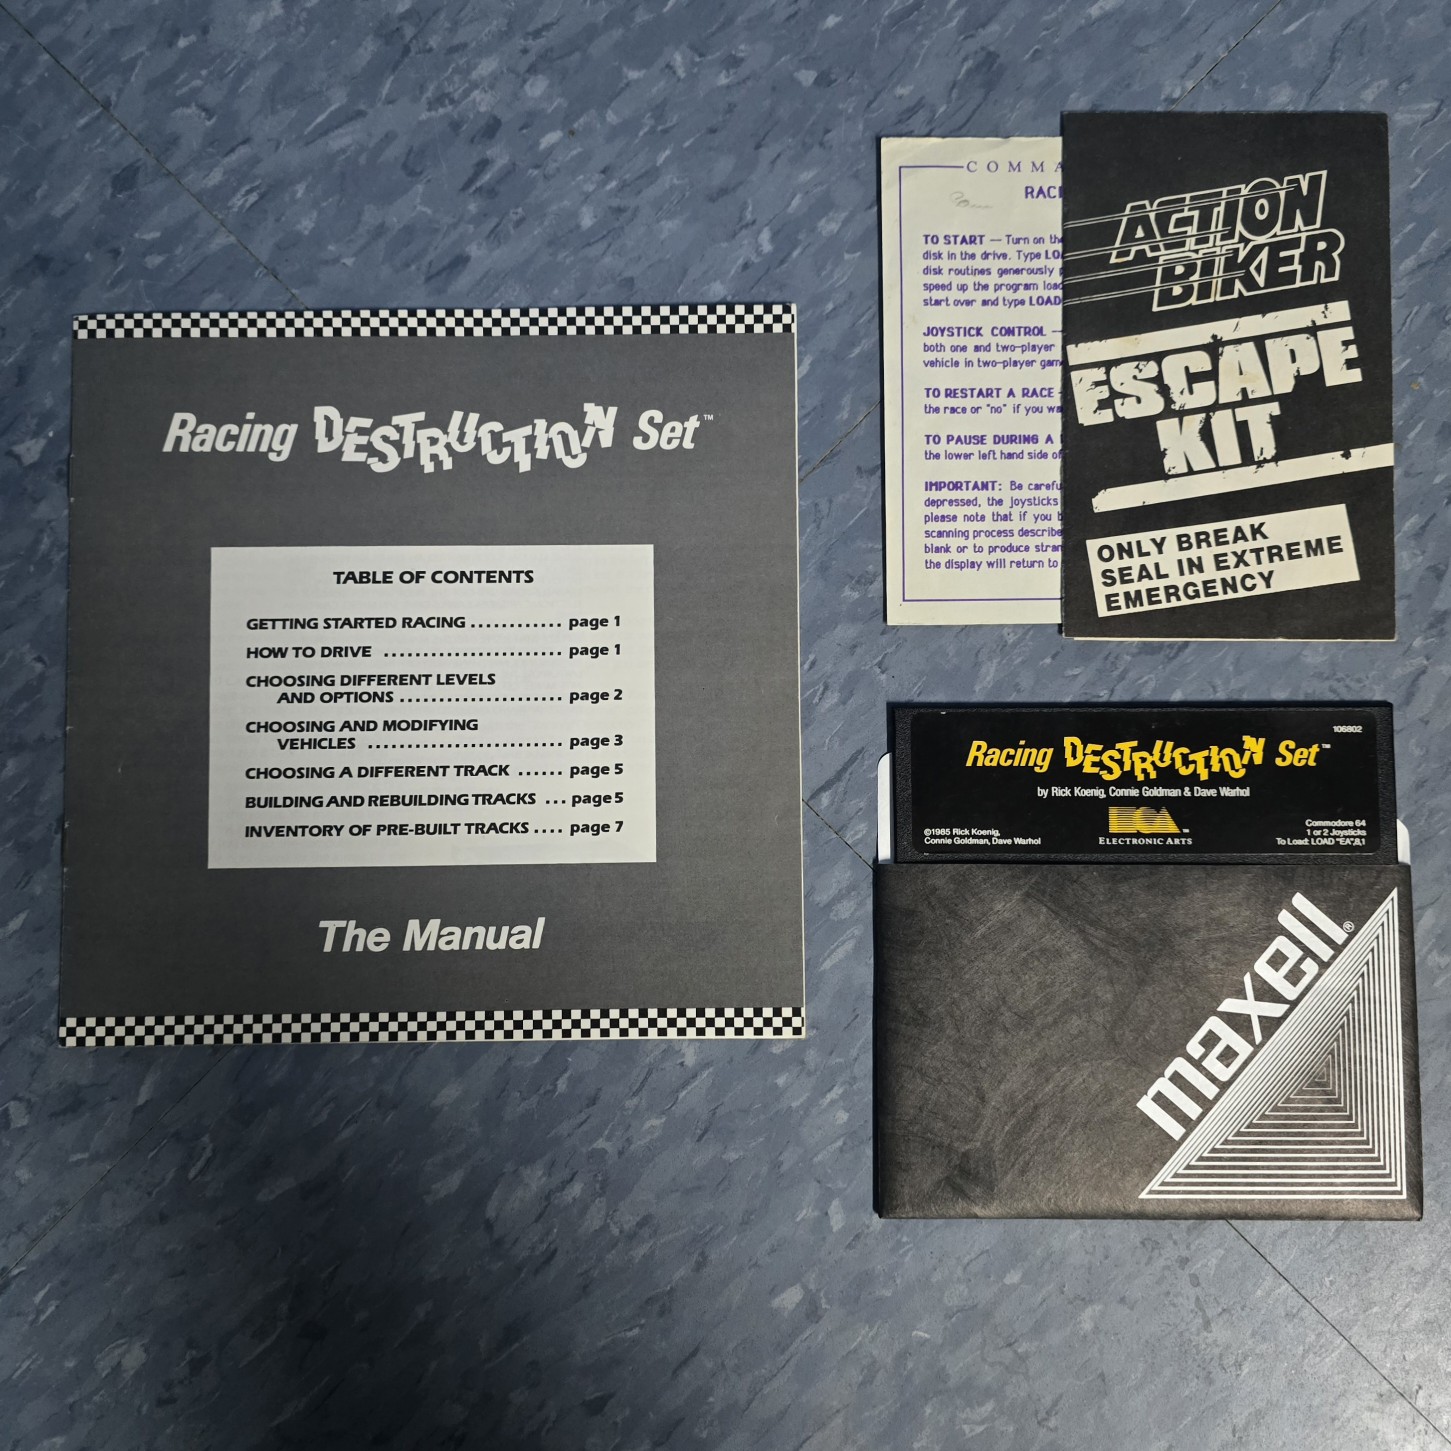 Racing DESTRUCTION Set™
TABLE OF CONTENTS
GETTING STARTED RACING ............ page 1
HOW TO DRIVE ....................... page 1
CHOOSING DIFFERENT LEVELS
AND OPTIONS ..................... page 2
CHOOSING AND MODIFYING
VEHICLES ......................... page 3
CHOOSING A DIFFERENT TRACK ...... page 5
BUILDING AND REBUILDING TRACKS ... page 5
INVENTORY OF PRE-BUILT TRACKS .... page 7
The Manual
COMMA
RACI
TO START — Turn on the
disk in the drive. Type LOA
disk routines generously p
speed up the program load
start over and type LOAD
JOYSTICK CONTROL —
both one and two-player
vehicle in two-player gam
TO RESTART A RACE -
the race or "no" if you wa
TO PAUSE DURING A
the lower left hand side of
IMPORTANT: Be carefu
depressed, the joysticks
please note that if you b
scanning process describe
blank or to produce stran
the display will return to
ACTION
BIKER
ESCAPE
KIT
ONLY BREAK
SEAL IN EXTREME
EMERGENCY
106802
Racing DESTRUCTION Set™
by Rick Koenig, Connie Goldman & Dave Warhol
©1985 Rick Koenig,
Connie Goldman, Dave Warhol
EA™
ELECTRONIC ARTS
Commodore 64
1 or 2 Joysticks
To Load: LOAD "EA",8,1
maxell®